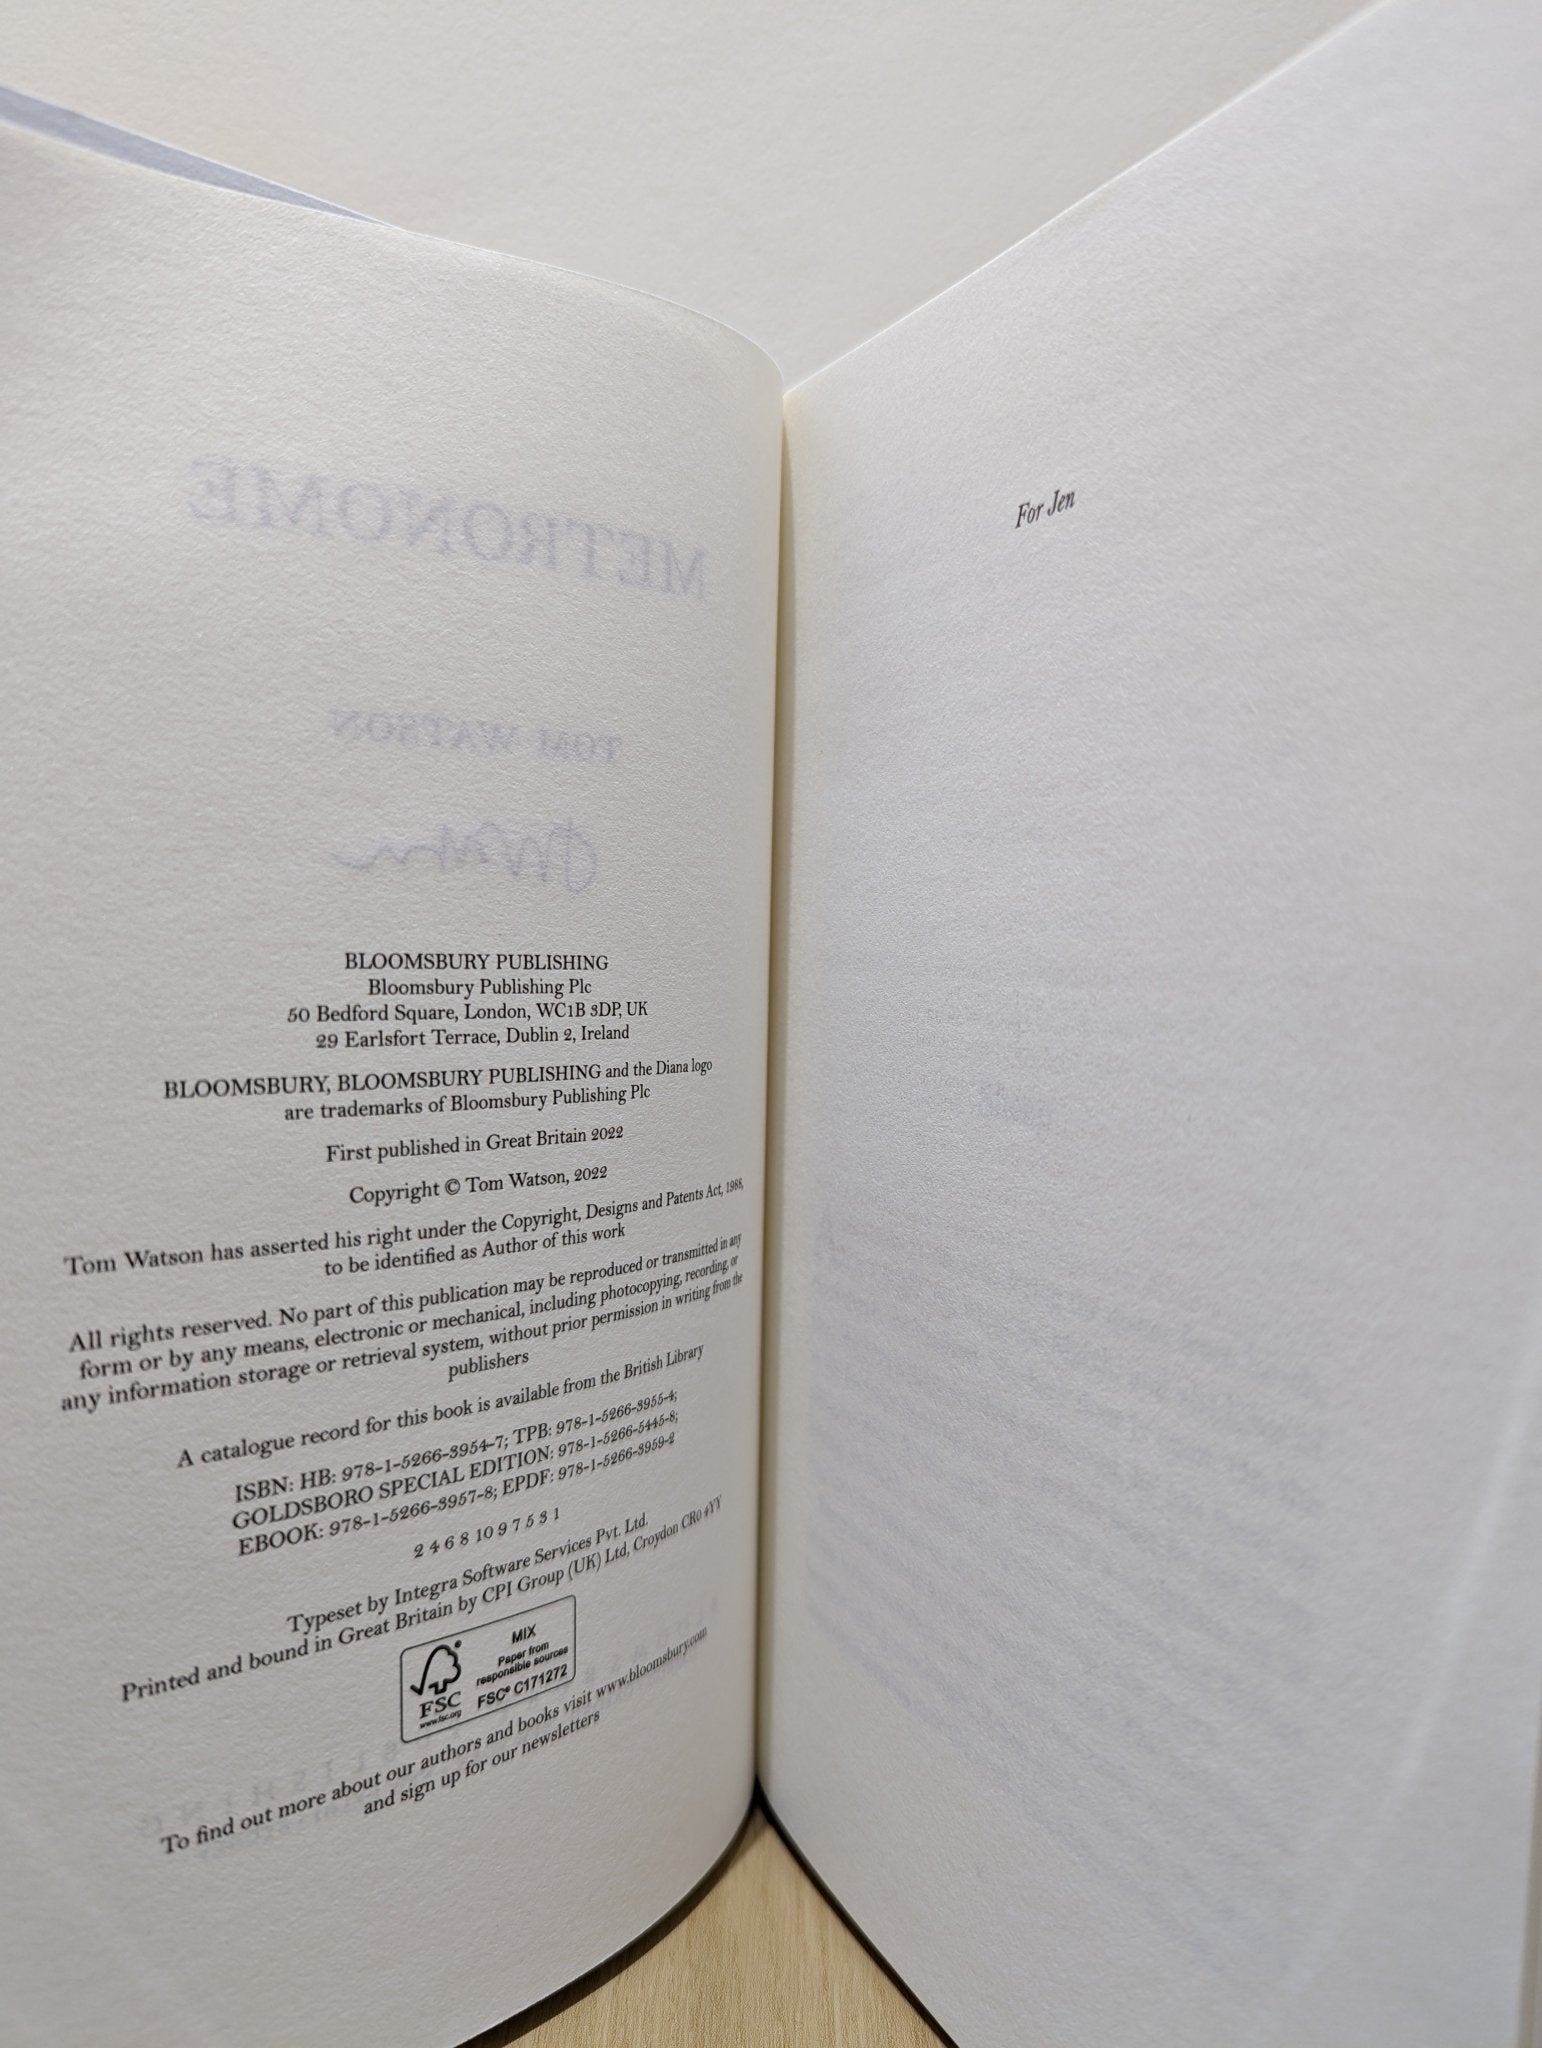 METRONOME
TOM WATSON
BLOOMSBURY PUBLISHING
Bloomsbury Publishing Plc
50 Bedford Square, London, WC1B 3DP, UK
29 Earlsfort Terrace, Dublin 2, Ireland
BLOOMSBURY, BLOOMSBURY PUBLISHING and the Diana logo
are trademarks of Bloomsbury Publishing Plc
First published in Great Britain 2022
Copyright © Tom Watson, 2022
Tom Watson has asserted his right under the Copyright, Designs and Patents Act, 1988,
to be identified as Author of this work
All rights reserved. No part of this publication may be reproduced or transmitted in any
form or by any means, electronic or mechanical, including photocopying, recording, or
any information storage or retrieval system, without prior permission in writing from the
publishers
A catalogue record for this book is available from the British Library
ISBN: HB: 978-1-5266-3954-7; TPB: 978-1-5266-3955-4;
GOLDSBORO SPECIAL EDITION: 978-1-5266-5445-8;
EBOOK: 978-1-5266-3957-8; EPDF: 978-1-5266-3959-2
2 4 6 8 10 9 7 5 3 1
Typeset by Integra Software Services Pvt. Ltd.
Printed and bound in Great Britain by CPI Group (UK) Ltd, Croydon CR0 4YY
FSC
www.fsc.org
MIX
Paper from
responsible sources
FSC® C171272
To find out more about our authors and books visit www.bloomsbury.com
and sign up for our newsletters
For Jen